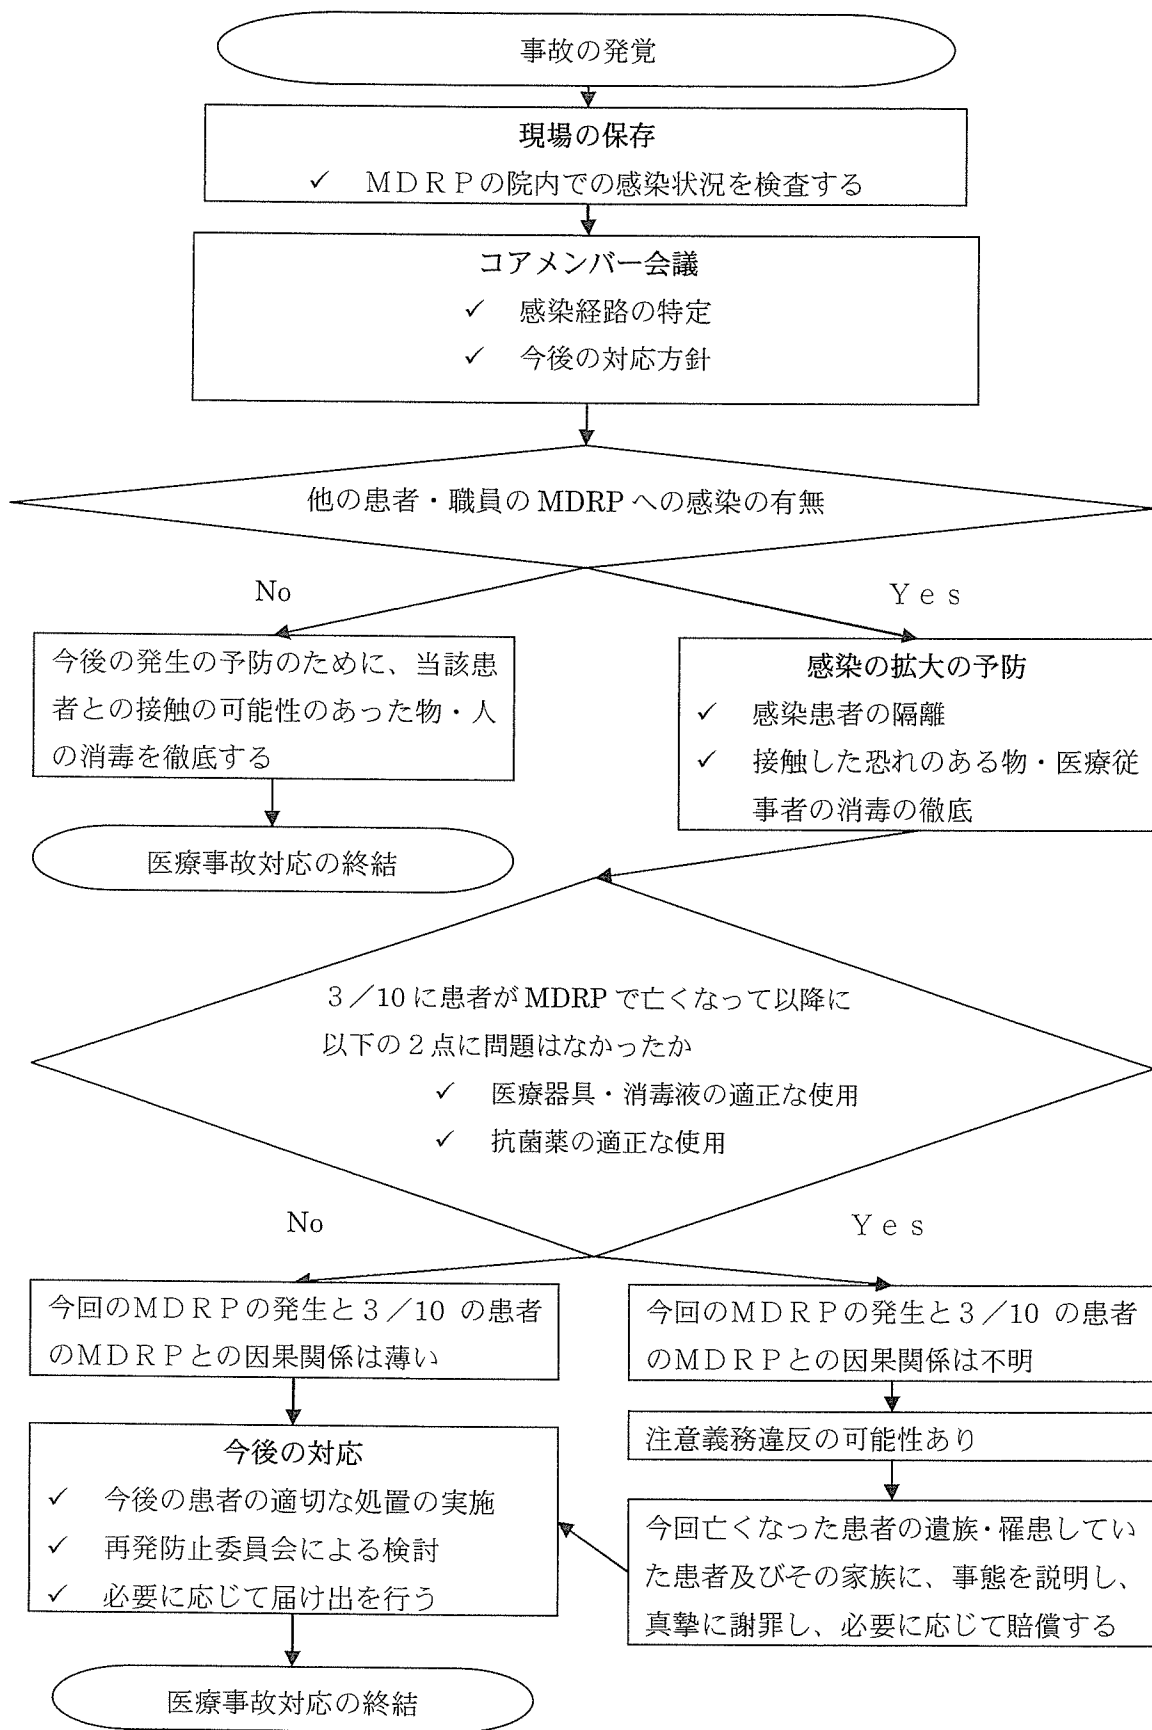 事故の発覚
現場の保存
✓ ＭＤＲＰの院内での感染状況を検査する
コアメンバー会議
✓ 感染経路の特定
✓ 今後の対応方針
他の患者・職員の MDRP への感染の有無
No
Ｙｅｓ
今後の発生の予防のために、当該患
者との接触の可能性のあった物・人
の消毒を徹底する
医療事故対応の終結
感染の拡大の予防
✓ 感染患者の隔離
✓ 接触した恐れのある物・医療従
事者の消毒の徹底
３／10 に患者が MDRP で亡くなって以降に
以下の２点に問題はなかったか
✓ 医療器具・消毒液の適正な使用
✓ 抗菌薬の適正な使用
No
Ｙｅｓ
今回のＭＤＲＰの発生と３／10 の患者
のＭＤＲＰとの因果関係は薄い
今後の対応
✓ 今後の患者の適切な処置の実施
✓ 再発防止委員会による検討
✓ 必要に応じて届け出を行う
医療事故対応の終結
今回のＭＤＲＰの発生と３／10 の患者
のＭＤＲＰとの因果関係は不明
注意義務違反の可能性あり
今回亡くなった患者の遺族・罹患してい
た患者及びその家族に、事態を説明し、
真摯に謝罪し、必要に応じて賠償する